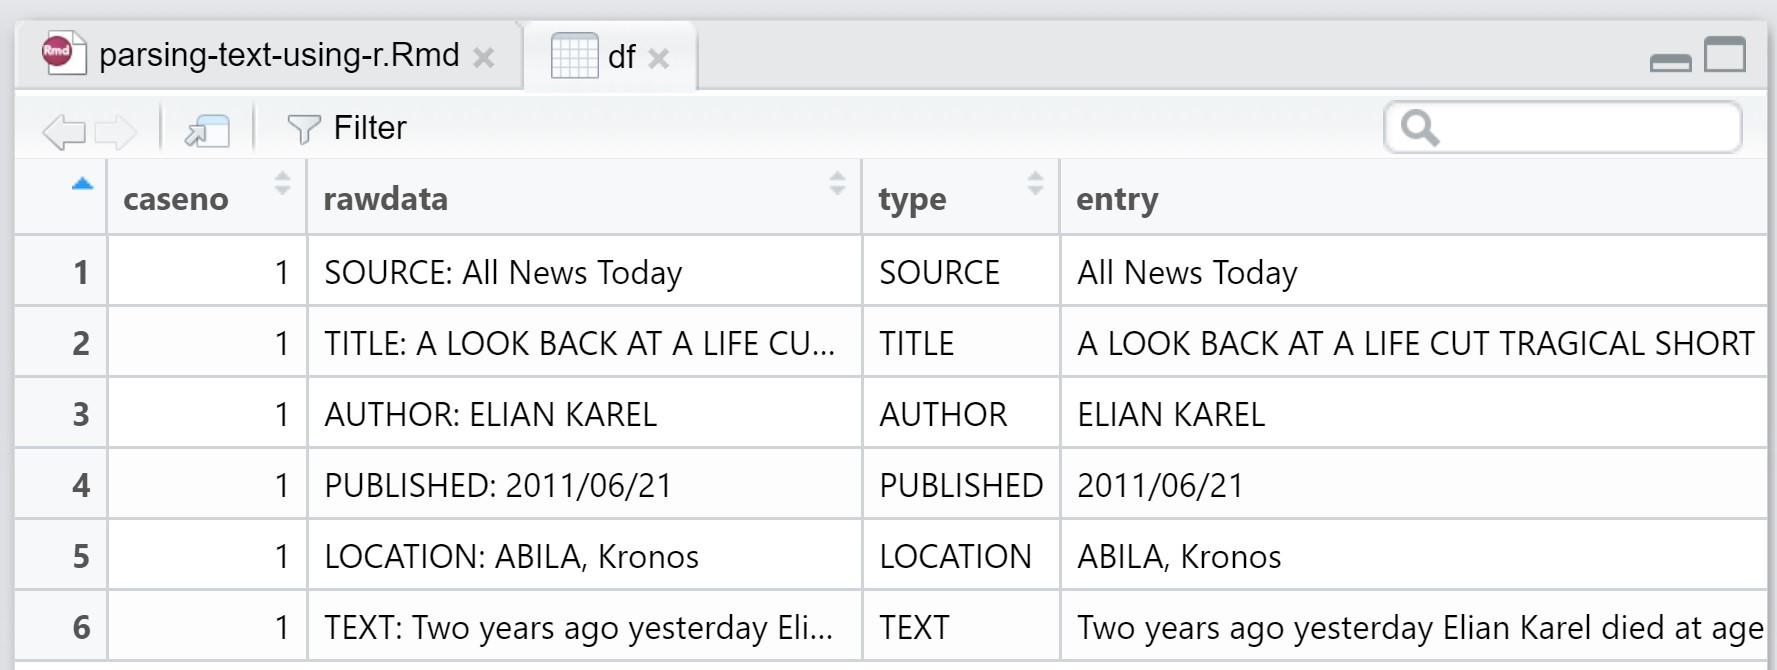 Rmd parsing-text-using-r.Rmd df
Filter
caseno rawdata type entry
1 1 SOURCE: All News Today SOURCE All News Today
2 1 TITLE: A LOOK BACK AT A LIFE CU... TITLE A LOOK BACK AT A LIFE CUT TRAGICAL SHORT
3 1 AUTHOR: ELIAN KAREL AUTHOR ELIAN KAREL
4 1 PUBLISHED: 2011/06/21 PUBLISHED 2011/06/21
5 1 LOCATION: ABILA, Kronos LOCATION ABILA, Kronos
6 1 TEXT: Two years ago yesterday Eli... TEXT Two years ago yesterday Elian Karel died at age